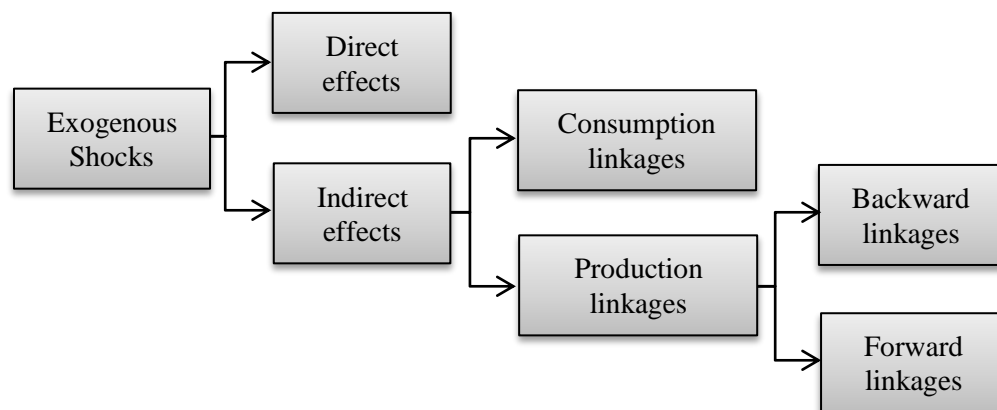 Direct
effects
Exogenous
Shocks
Consumption
linkages
Indirect
effects
Backward
linkages
Production
linkages
Forward
linkages